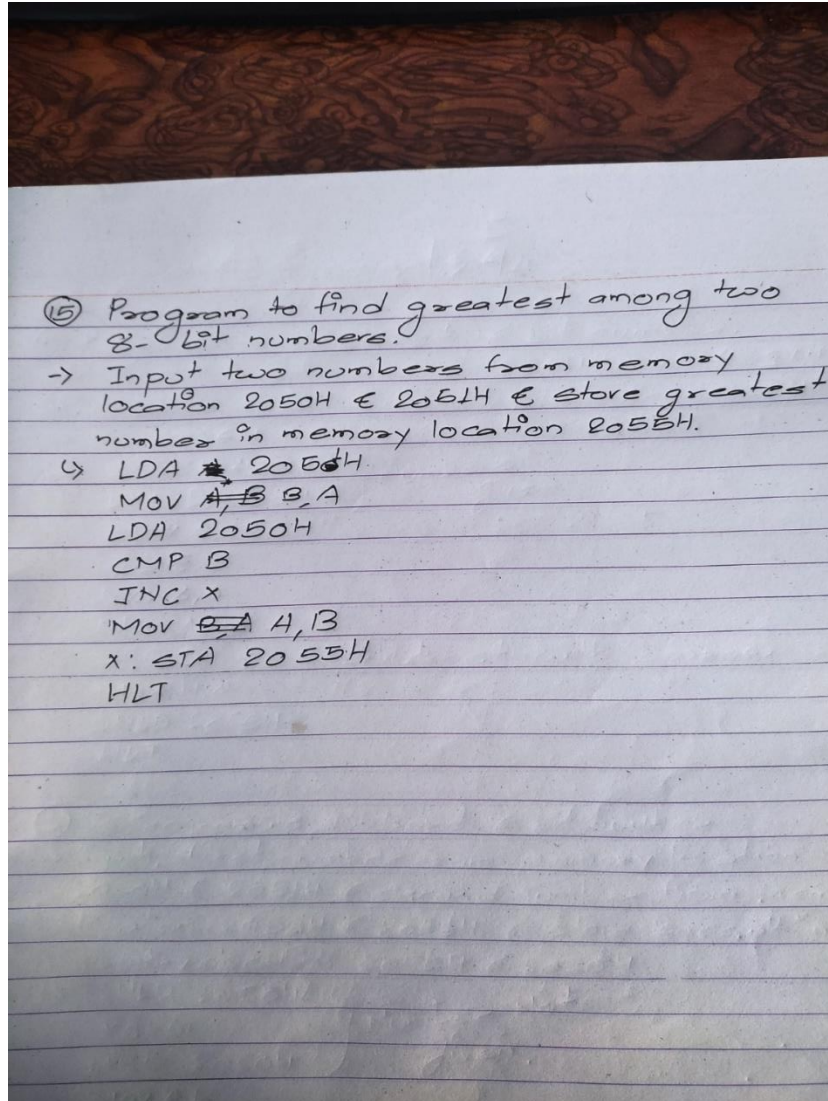 15 Program to find greatest among two
8-bit numbers.
→ Input two numbers from memory
location 2050H & 2051H & store greatest
number in memory location 2055H.
↳ LDA 2051H
MOV A, B B, A
LDA 2050H
CMP B
JNC X
MOV B, A A, B
X: STA 2055H
HLT